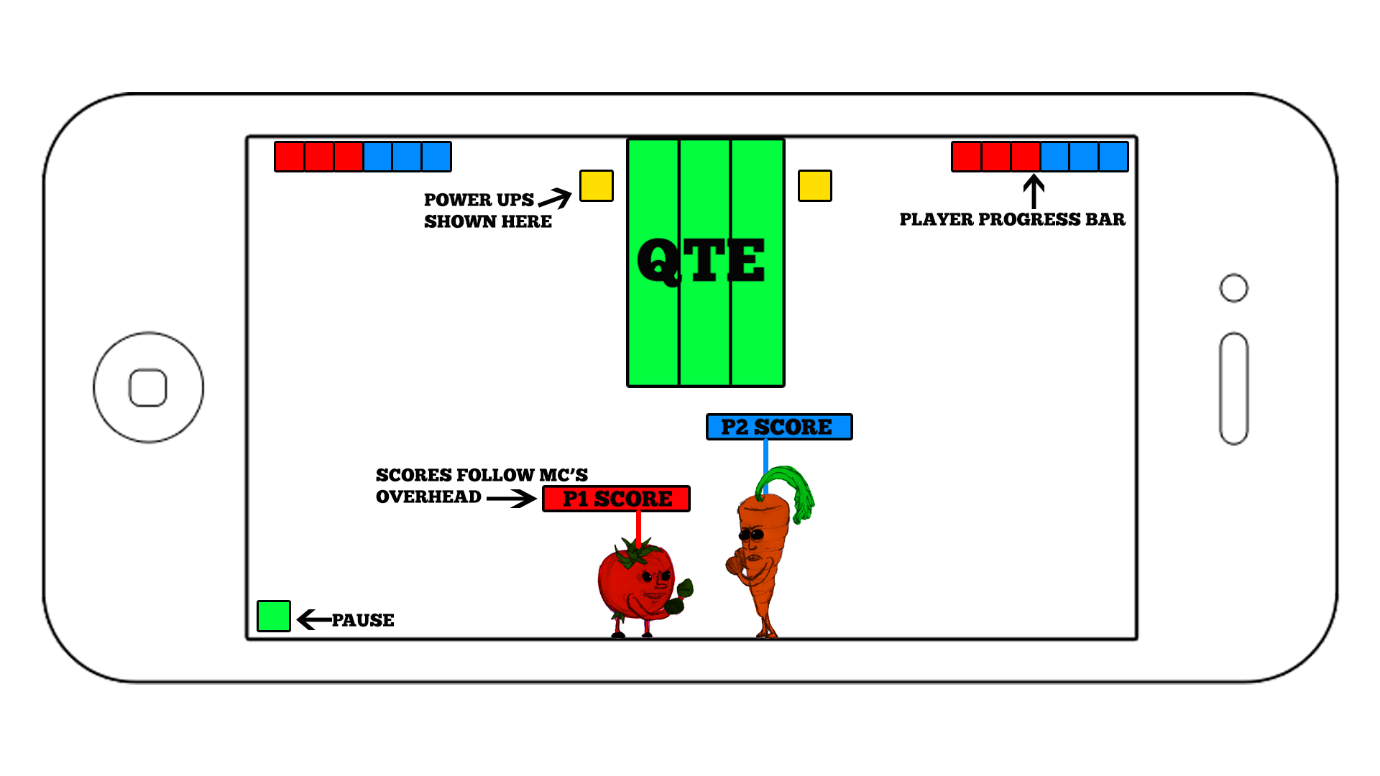 POWER UPS
SHOWN HERE
PLAYER PROGRESS BAR
QTE
P2 SCORE
SCORES FOLLOW MC'S
OVERHEAD
P1 SCORE
PAUSE